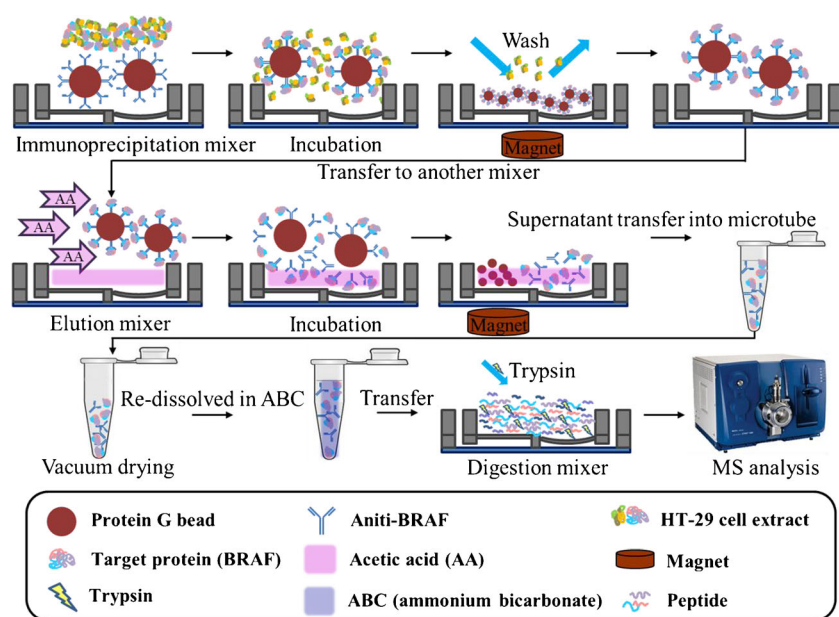 Wash
Immunoprecipitation mixer
Incubation
Magnet
Transfer to another mixer
AA
AA
AA
Supernatant transfer into microtube
Elution mixer
Incubation
Magnet
Re-dissolved in ABC
Transfer
Trypsin
Vacuum drying
Digestion mixer
MS analysis
Protein G bead
Aniti-BRAF
HT-29 cell extract
Target protein (BRAF)
Acetic acid (AA)
Magnet
Trypsin
ABC (ammonium bicarbonate)
Peptide